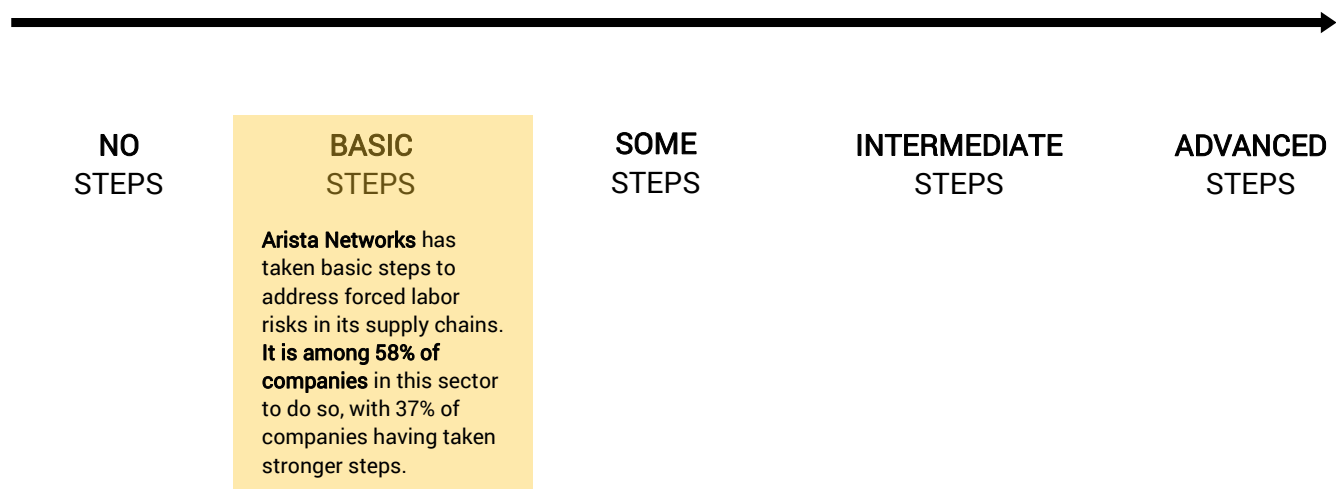 NO
STEPS
BASIC
STEPS
SOME
STEPS
INTERMEDIATE
STEPS
ADVANCED
STEPS
Arista Networks has
taken basic steps to
address forced labor
risks in its supply chains.
It is among 58% of
companies in this sector
to do so, with 37% of
companies having taken
stronger steps.